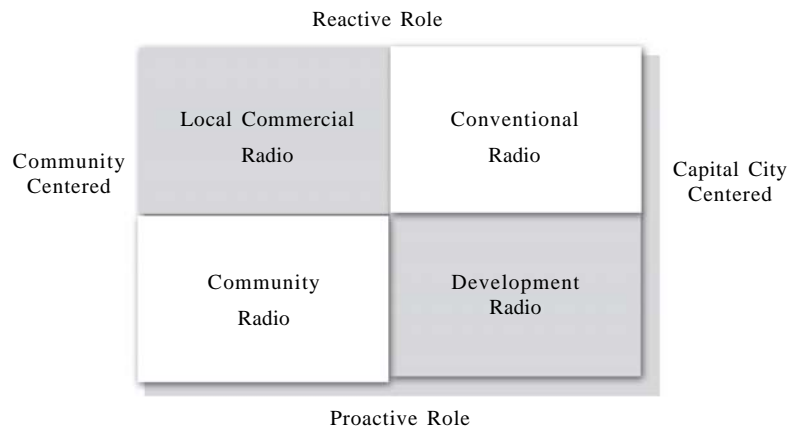 Reactive Role
Local Commercial
Radio
Conventional
Radio
Community
Centered
Capital City
Centered
Community
Radio
Development
Radio
Proactive Role